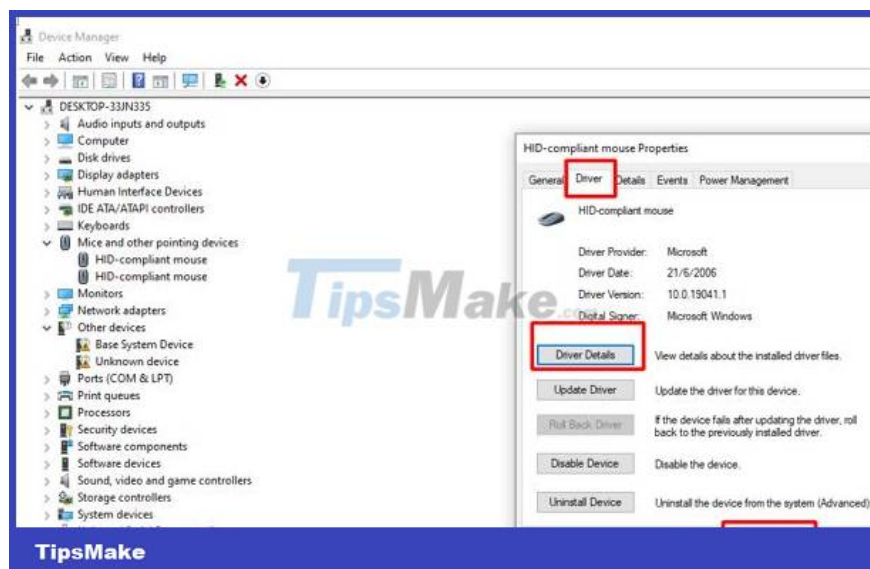 Device Manager
File Action View Help
DESKTOP-33JN335
Audio inputs and outputs
Computer
Disk drives
Display adapters
Human Interface Devices
IDE ATA/ATAPI controllers
Keyboards
Mice and other pointing devices
HID-compliant mouse
HID-compliant mouse
Monitors
Network adapters
Other devices
Base System Device
Unknown device
Ports (COM & LPT)
Print queues
Processors
Security devices
Software components
Software devices
Sound, video and game controllers
Storage controllers
System devices
HID-compliant mouse Properties
General Driver Details Events Power Management
HID-compliant mouse
Driver Provider: Microsoft
Driver Date: 21/6/2006
Driver Version: 10.0.19041.1
Digital Signer: Microsoft Windows
Driver Details View details about the installed driver files.
Update Driver Update the driver for this device.
Roll Back Driver If the device fails after updating the driver, roll
back to the previously installed driver.
Disable Device Disable the device.
Uninstall Device Uninstall the device from the system (Advanced)
TipsMake.com
TipsMake